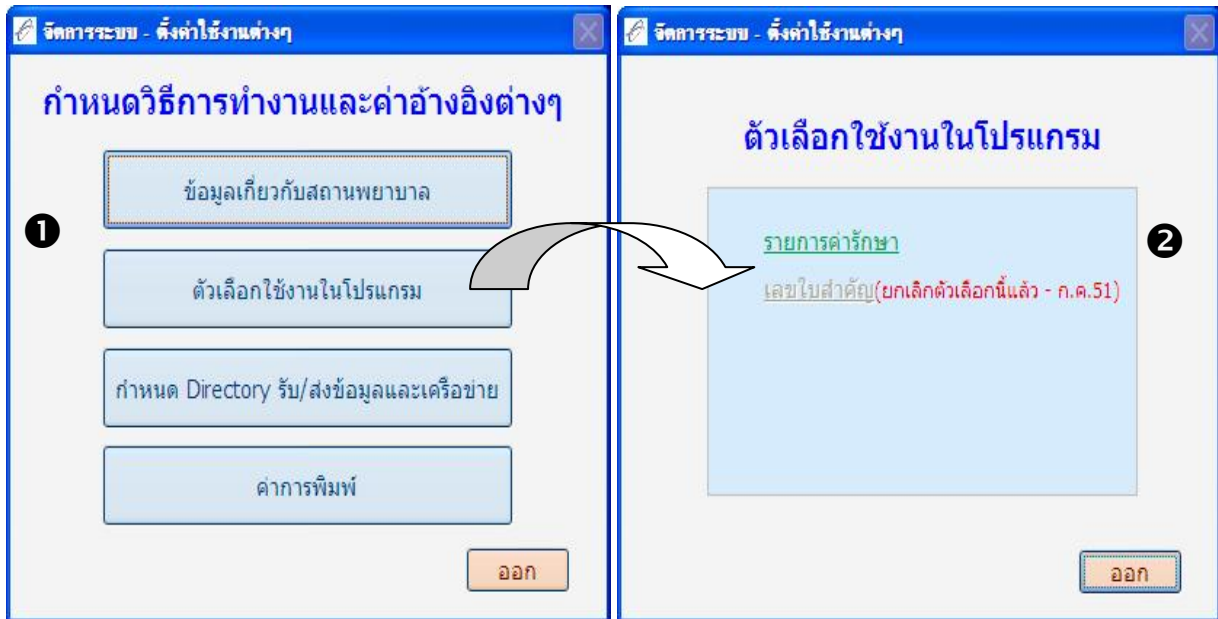 จัดการระบบ - ตั้งค่าใช้งานต่างๆ
กำหนดวิธีการทำงานและค่าอ้างอิงต่างๆ
❶
ข้อมูลเกี่ยวกับสถานพยาบาล
ตัวเลือกใช้งานในโปรแกรม
กำหนด Directory รับ/ส่งข้อมูลและเครือข่าย
ค่าการพิมพ์
ออก
จัดการระบบ - ตั้งค่าใช้งานต่างๆ
ตัวเลือกใช้งานในโปรแกรม
❷
รายการค่ารักษา
เลขใบสำคัญ(ยกเลิกตัวเลือกนี้แล้ว - ก.ค.51)
ออก